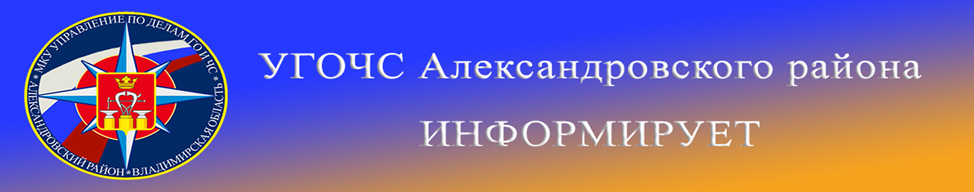 МКУ УПРАВЛЕНИЕ ПО ДЕЛАМ ГО И ЧС
* АЛЕКСАНДРОВСКИЙ РАЙОН • ВЛАДИМИРСКАЯ ОБЛАСТЬ *
УГОЧС Александровского района
ИНФОРМИРУЕТ